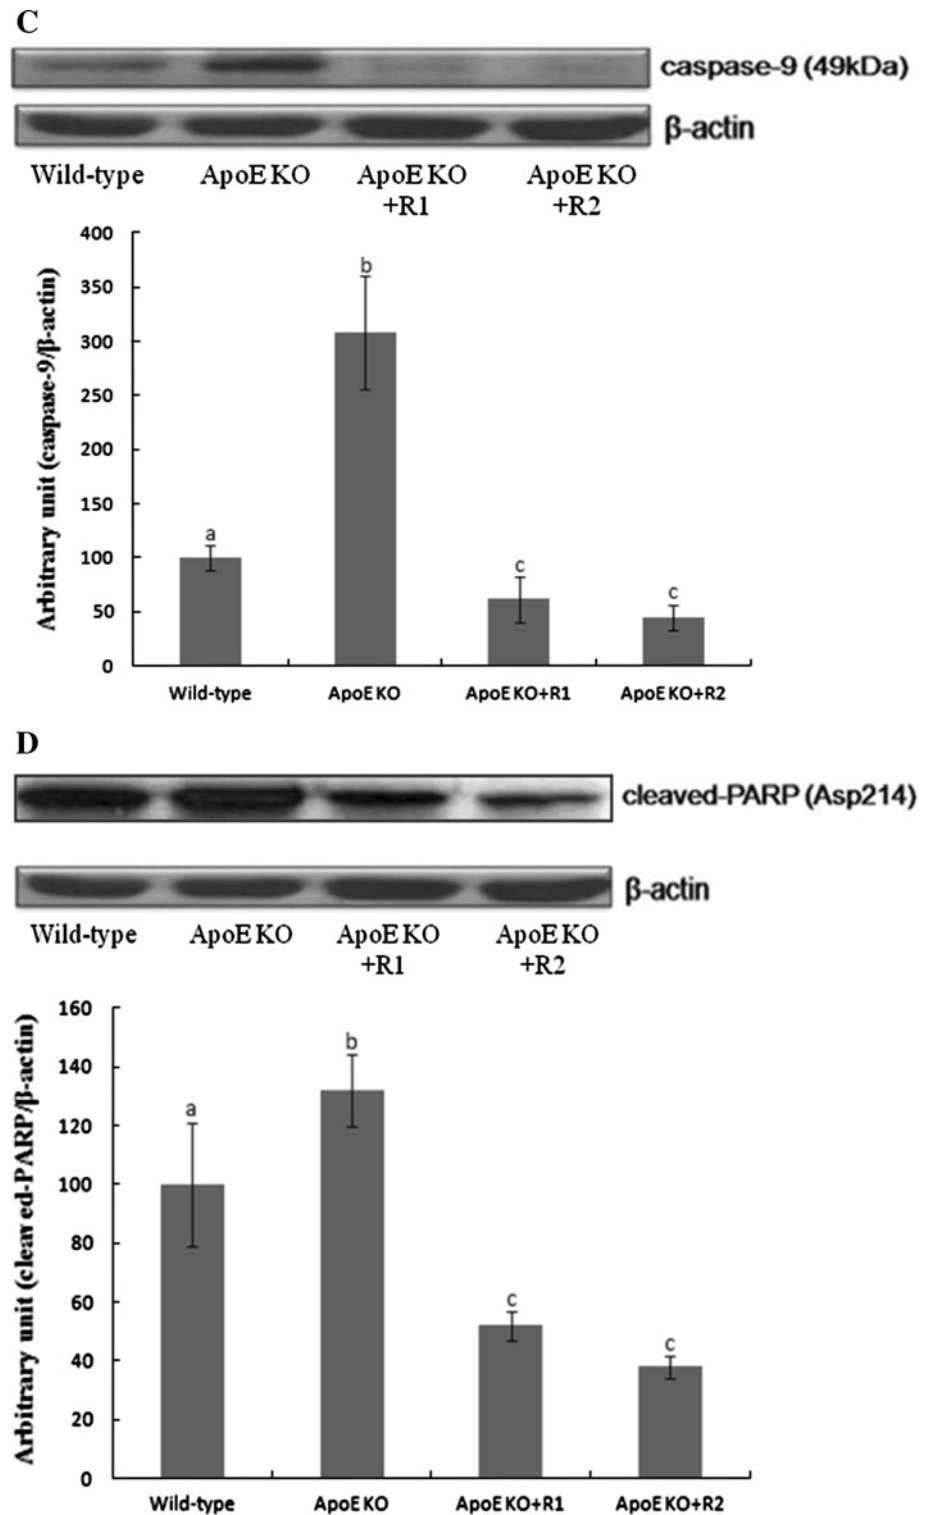 C
caspase-9 (49kDa)
β-actin
Wild-type ApoE KO ApoE KO ApoE KO
+R1 +R2
400
350
300
250
200
150
100
50
0
Arbitrary unit (caspase-9/β-actin)
a
b
c
c
Wild-type ApoE KO ApoE KO+R1 ApoE KO+R2
D
cleaved-PARP (Asp214)
β-actin
Wild-type ApoE KO ApoE KO ApoE KO
+R1 +R2
160
140
120
100
80
60
40
20
0
Arbitrary unit (cleaved-PARP/β-actin)
a
b
c
c
Wild-type ApoE KO ApoE KO+R1 ApoE KO+R2